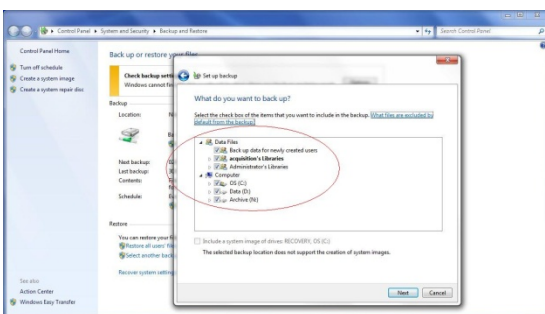 Control Panel ▸ System and Security ▸ Backup and Restore
Search Control Panel
Control Panel Home
Turn off schedule
Create a system image
Create a system repair disc
Back up or restore your files
Check backup sett
Windows cannot fin
Backup
Location:
Next backup:
Last backup:
Contents:
Schedule:
Restore
You can restore your fi
Restore all users' file
Select another back
Recover system setting
See also
Action Center
Windows Easy Transfer
Set up backup
What do you want to back up?
Select the check box of the items that you want to include in the backup. What files are excluded by
default from the backup?
Data Files
Back up data for newly created users
acquisition's Libraries
Administrator's Libraries
Computer
OS (C:)
Data (D:)
Archive (N:)
Include a system image of drives: RECOVERY, OS (C:)
The selected backup location does not support the creation of system images.
Next
Cancel